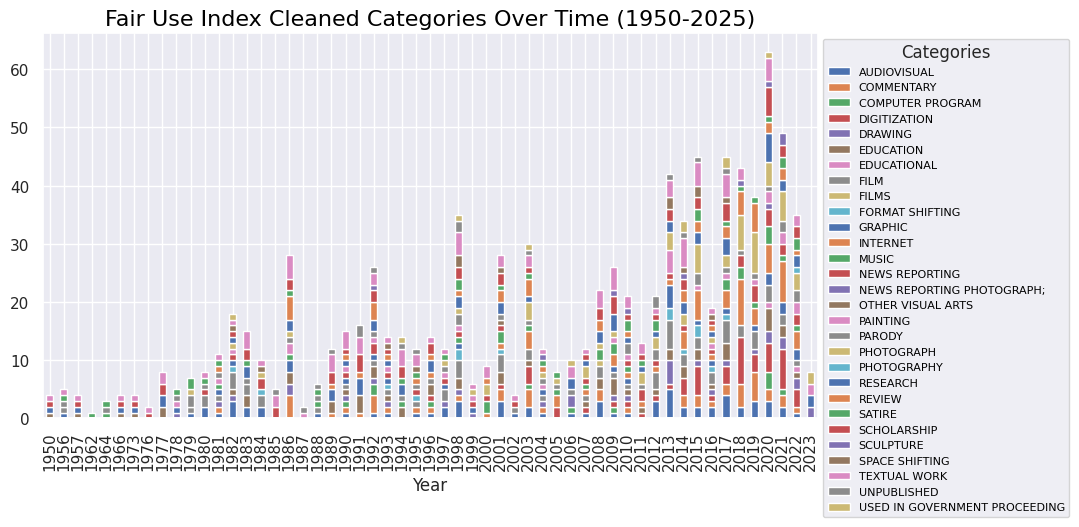 Fair Use Index Cleaned Categories Over Time (1950-2025)
60
50
40
30
20
10
0
1950 1956 1957 1962 1964 1966 1973 1976 1977 1978 1979 1980 1981 1982 1983 1984 1985 1986 1987 1988 1989 1990 1991 1992 1993 1994 1995 1996 1997 1998 1999 2000 2001 2002 2003 2004 2005 2006 2007 2008 2009 2010 2011 2012 2013 2014 2015 2016 2017 2018 2019 2020 2021 2022 2023
Year
Categories
AUDIOVISUAL
COMMENTARY
COMPUTER PROGRAM
DIGITIZATION
DRAWING
EDUCATION
EDUCATIONAL
FILM
FILMS
FORMAT SHIFTING
GRAPHIC
INTERNET
MUSIC
NEWS REPORTING
NEWS REPORTING PHOTOGRAPH;
OTHER VISUAL ARTS
PAINTING
PARODY
PHOTOGRAPH
PHOTOGRAPHY
RESEARCH
REVIEW
SATIRE
SCHOLARSHIP
SCULPTURE
SPACE SHIFTING
TEXTUAL WORK
UNPUBLISHED
USED IN GOVERNMENT PROCEEDING